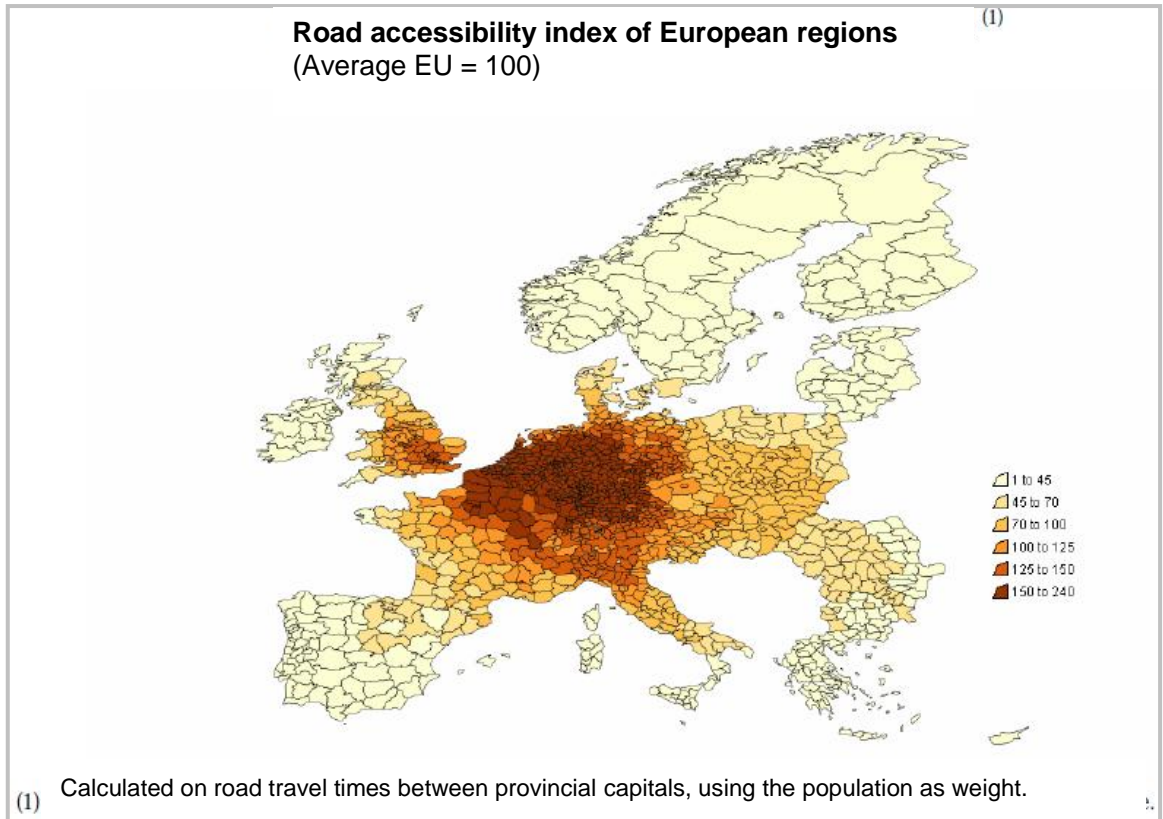 Road accessibility index of European regions
(1)
(Average EU = 100)
1 to 45
45 to 70
70 to 100
100 to 125
125 to 150
150 to 240
(1) Calculated on road travel times between provincial capitals, using the population as weight.